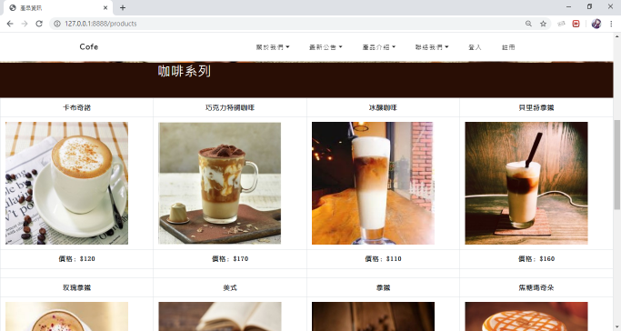 產品資訊
127.0.0.1:8888/products
Cofe 關於我們 最新公告 產品介紹 聯絡我們 登入 註冊
咖啡系列
卡布奇諾 巧克力特調咖啡 冰釀咖啡 貝里詩拿鐵
價格：$120 價格：$170 價格：$110 價格：$160
玫瑰拿鐵 美式 拿鐵 焦糖瑪奇朵